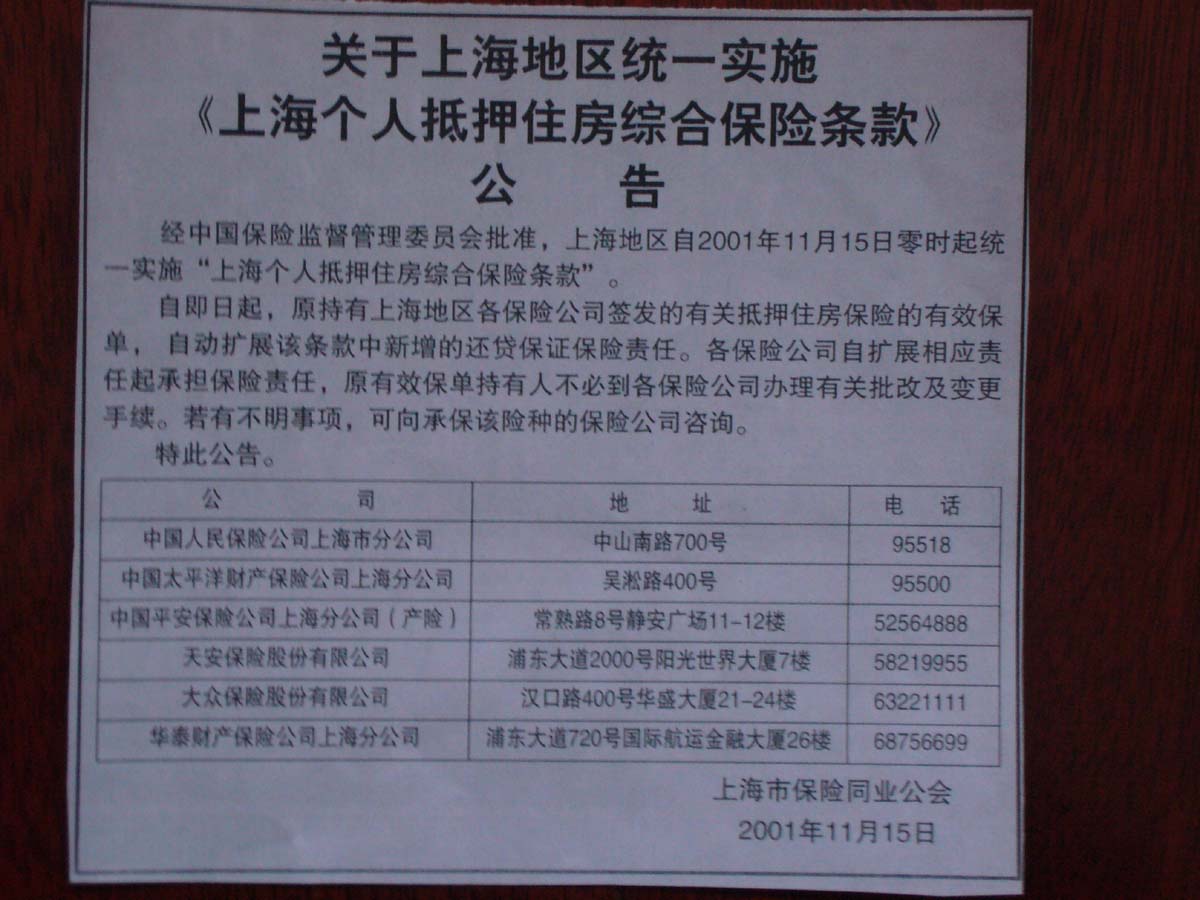 关于上海地区统一实施
《上海个人抵押住房综合保险条款》
公 告
经中国保险监督管理委员会批准，上海地区自2001年11月15日零时起统
一实施“上海个人抵押住房综合保险条款”。
自即日起，原持有上海地区各保险公司签发的有关抵押住房保险的有效保
单，自动扩展该条款中新增的还贷保证保险责任。各保险公司自扩展相应责
任起承担保险责任，原有效保单持有人不必到各保险公司办理有关批改及变更
手续。若有不明事项，可向承保该险种的保险公司咨询。
特此公告。
公 司 地 址 电 话
中国人民保险公司上海市分公司 中山南路700号 95518
中国太平洋财产保险公司上海分公司 吴淞路400号 95500
中国平安保险公司上海分公司（产险） 常熟路8号静安广场11-12楼 52564888
天安保险股份有限公司 浦东大道2000号阳光世界大厦7楼 58219955
大众保险股份有限公司 汉口路400号华盛大厦21-24楼 63221111
华泰财产保险公司上海分公司 浦东大道720号国际航运金融大厦26楼 68756699
上海市保险同业公会
2001年11月15日